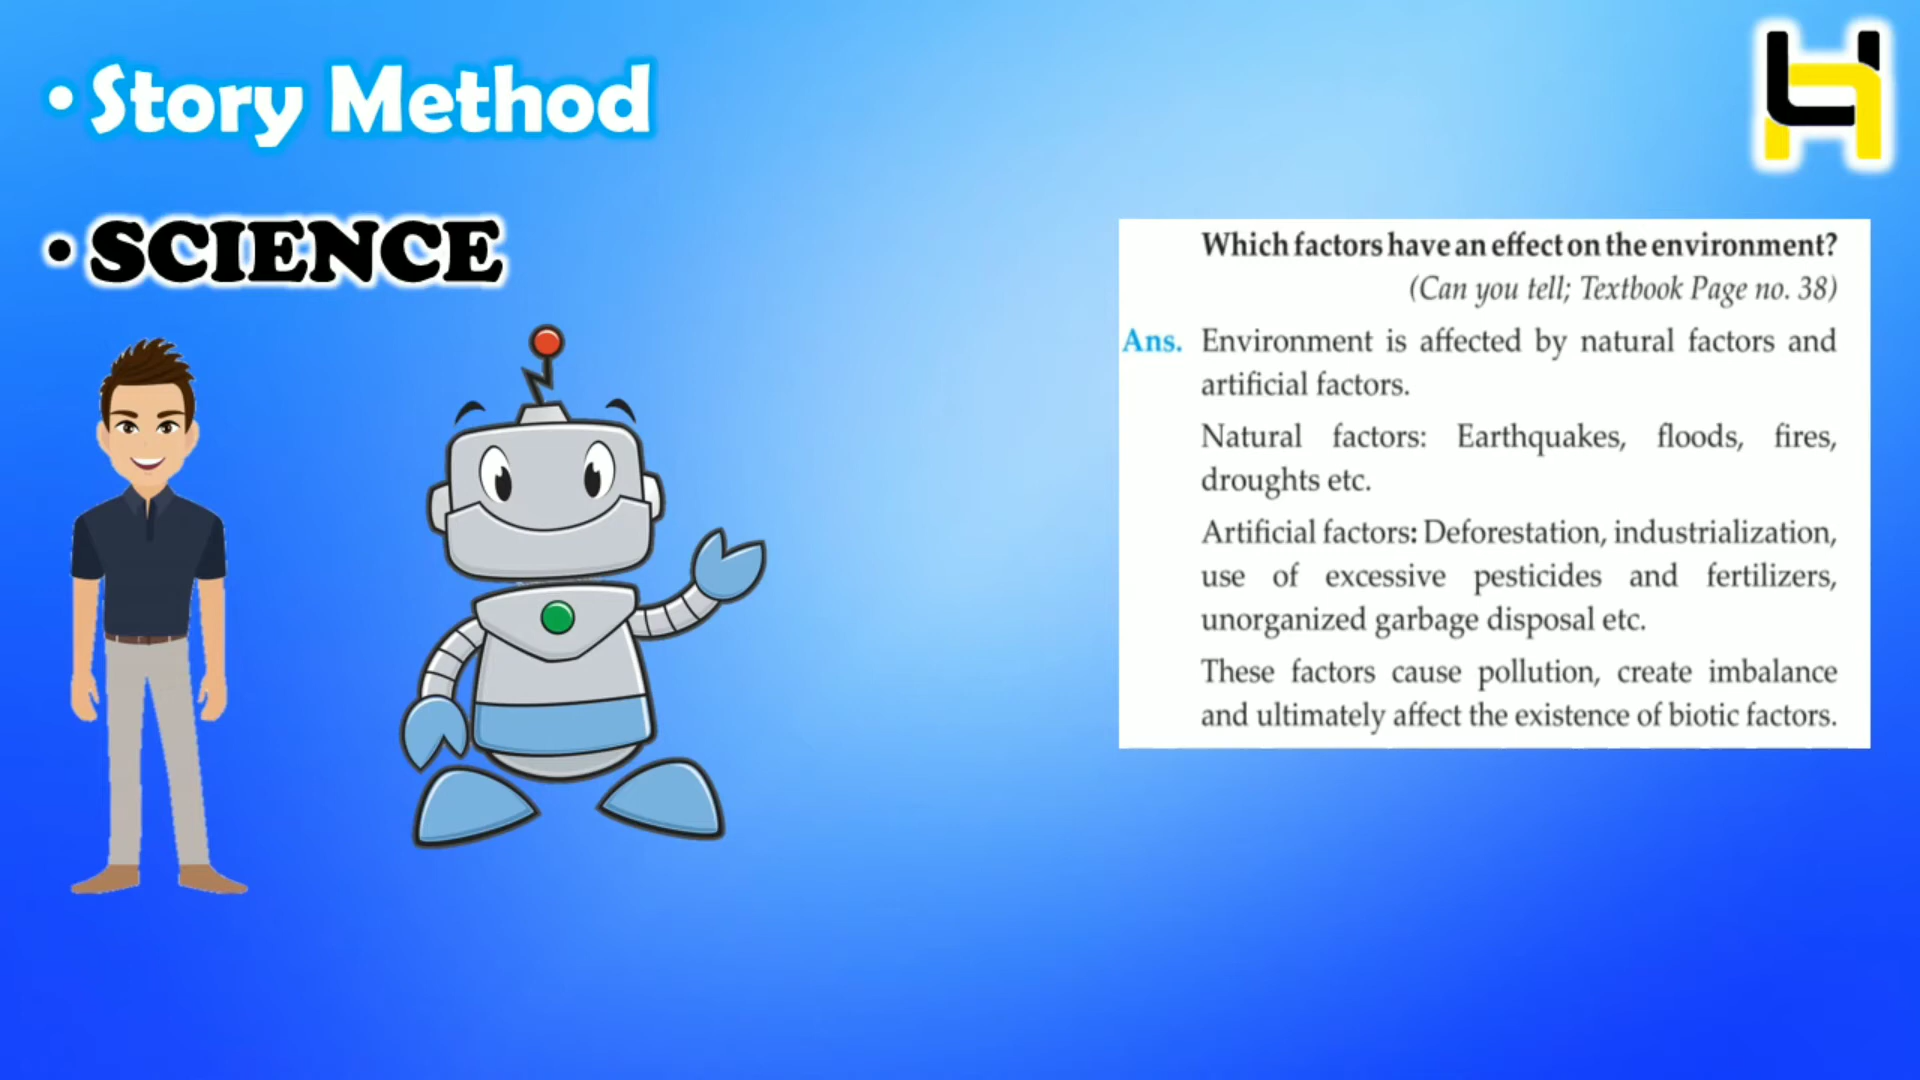 • Story Method
• SCIENCE
Which factors have an effect on the environment?
(Can you tell; Textbook Page no. 38)
Ans. Environment is affected by natural factors and
artificial factors.
Natural factors: Earthquakes, floods, fires,
droughts etc.
Artificial factors: Deforestation, industrialization,
use of excessive pesticides and fertilizers,
unorganized garbage disposal etc.
These factors cause pollution, create imbalance
and ultimately affect the existence of biotic factors.